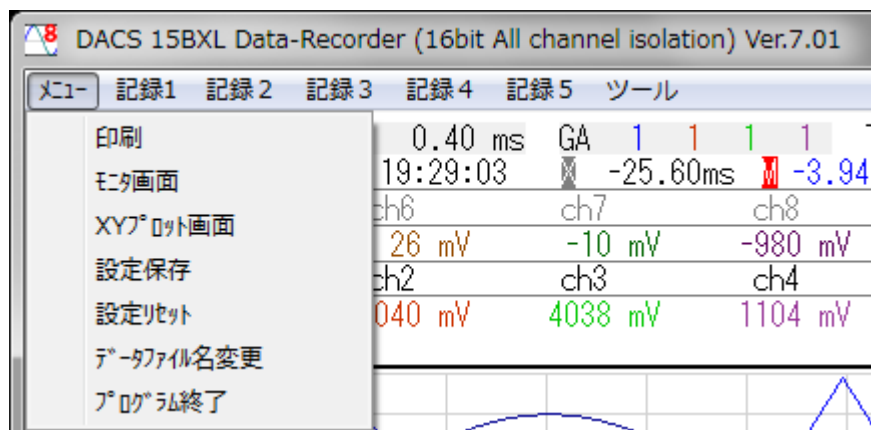 DACS 15BXL Data-Recorder (16bit All channel isolation) Ver.7.01
ﾒﾆｭｰ 記録1 記録2 記録3 記録4 記録5 ツール
印刷
ﾓﾆﾀ画面
XYﾌﾟﾛｯﾄ画面
設定保存
設定ﾘｾｯﾄ
ﾃﾞｰﾀﾌｧｲﾙ名変更
ﾌﾟﾛｸﾞﾗﾑ終了
0.40 ms GA 1 1 1 1
19:29:03 -25.60ms -3.94
ch6 ch7 ch8
26 mV -10 mV -980 mV
ch2 ch3 ch4
040 mV 4038 mV 1104 mV